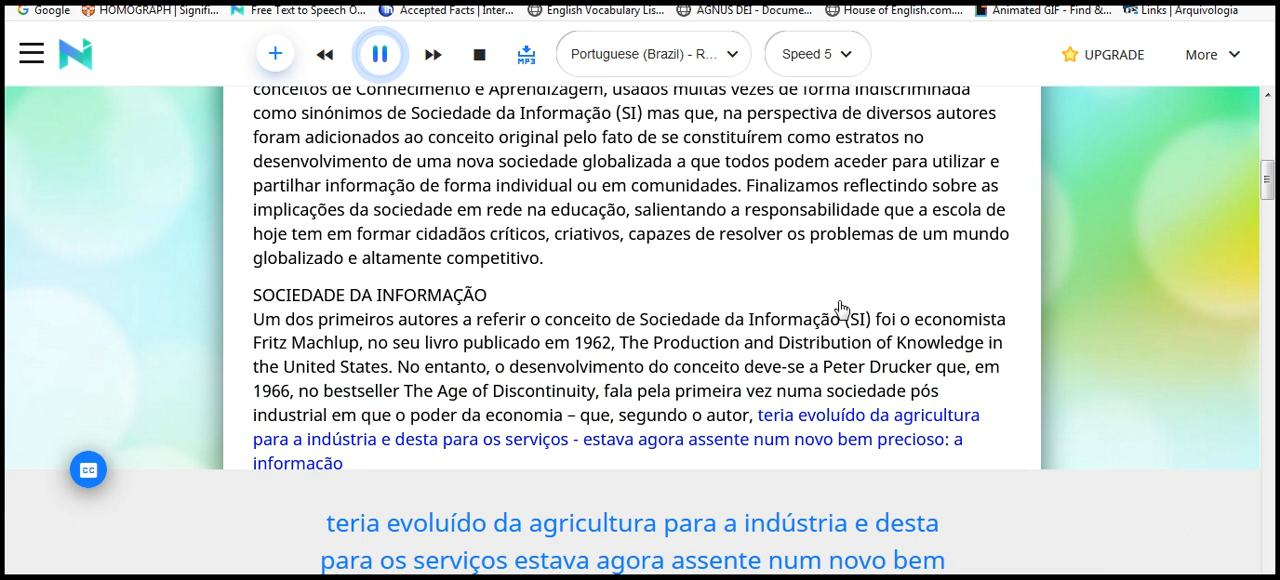 Google HOMOGRAPH | Signifi... Free Text to Speech O... Accepted Facts | Inter... English Vocabulary Lis... AGNUS DEI - Docume... House of English.com.... Animated GIF - Find &... Links | Arquivologia
+ MP3 Portuguese (Brazil) - R... Speed 5 UPGRADE More
conceitos de Conhecimento e Aprendizagem, usados muitas vezes de forma indiscriminada
como sinónimos de Sociedade da Informação (SI) mas que, na perspectiva de diversos autores
foram adicionados ao conceito original pelo fato de se constituírem como estratos no
desenvolvimento de uma nova sociedade globalizada a que todos podem aceder para utilizar e
partilhar informação de forma individual ou em comunidades. Finalizamos reflectindo sobre as
implicações da sociedade em rede na educação, salientando a responsabilidade que a escola de
hoje tem em formar cidadãos críticos, criativos, capazes de resolver os problemas de um mundo
globalizado e altamente competitivo.
SOCIEDADE DA INFORMAÇÃO
Um dos primeiros autores a referir o conceito de Sociedade da Informação (SI) foi o economista
Fritz Machlup, no seu livro publicado em 1962, The Production and Distribution of Knowledge in
the United States. No entanto, o desenvolvimento do conceito deve-se a Peter Drucker que, em
1966, no bestseller The Age of Discontinuity, fala pela primeira vez numa sociedade pós
industrial em que o poder da economia – que, segundo o autor, teria evoluído da agricultura
para a indústria e desta para os serviços - estava agora assente num novo bem precioso: a
informação
CC
teria evoluído da agricultura para a indústria e desta
para os serviços estava agora assente num novo bem